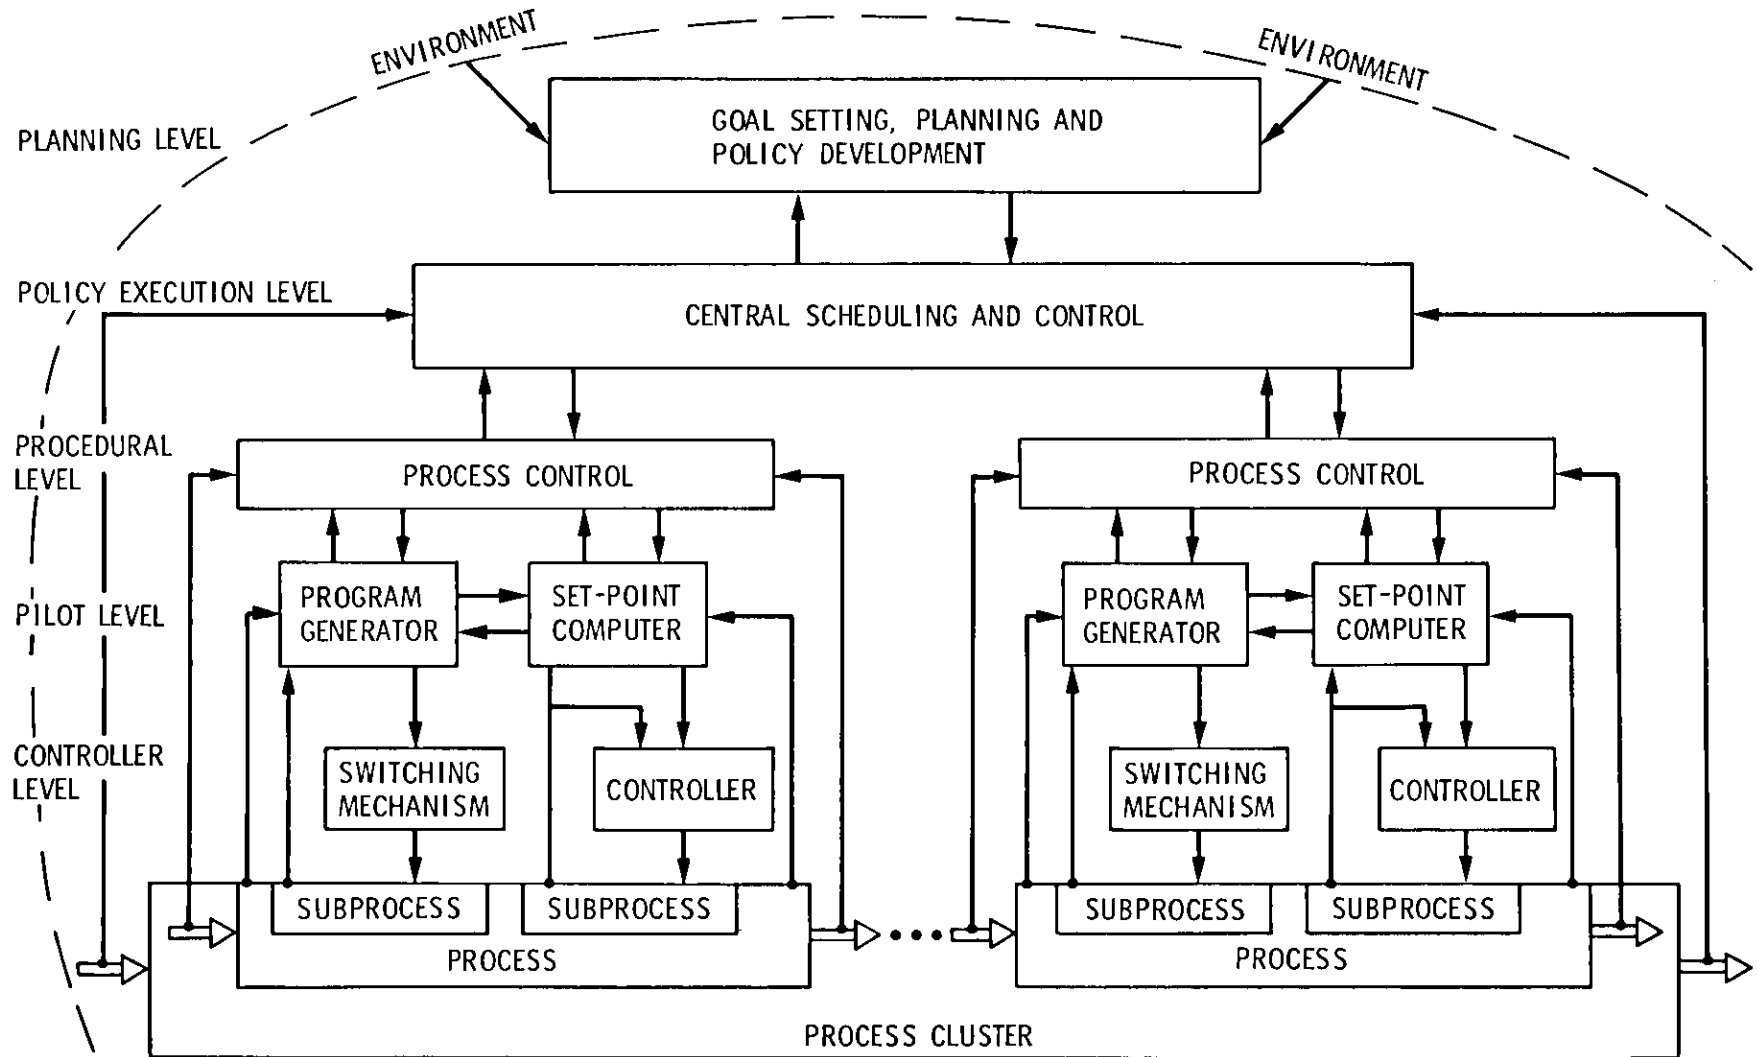 ENVIRONMENT
ENVIRONMENT
PLANNING LEVEL
GOAL SETTING, PLANNING AND
POLICY DEVELOPMENT
POLICY EXECUTION LEVEL
CENTRAL SCHEDULING AND CONTROL
PROCEDURAL
LEVEL
PROCESS CONTROL
PROCESS CONTROL
PILOT LEVEL
PROGRAM
GENERATOR
SET-POINT
COMPUTER
PROGRAM
GENERATOR
SET-POINT
COMPUTER
CONTROLLER
LEVEL
SWITCHING
MECHANISM
CONTROLLER
SWITCHING
MECHANISM
CONTROLLER
SUBPROCESS
SUBPROCESS
SUBPROCESS
SUBPROCESS
PROCESS
PROCESS
PROCESS CLUSTER